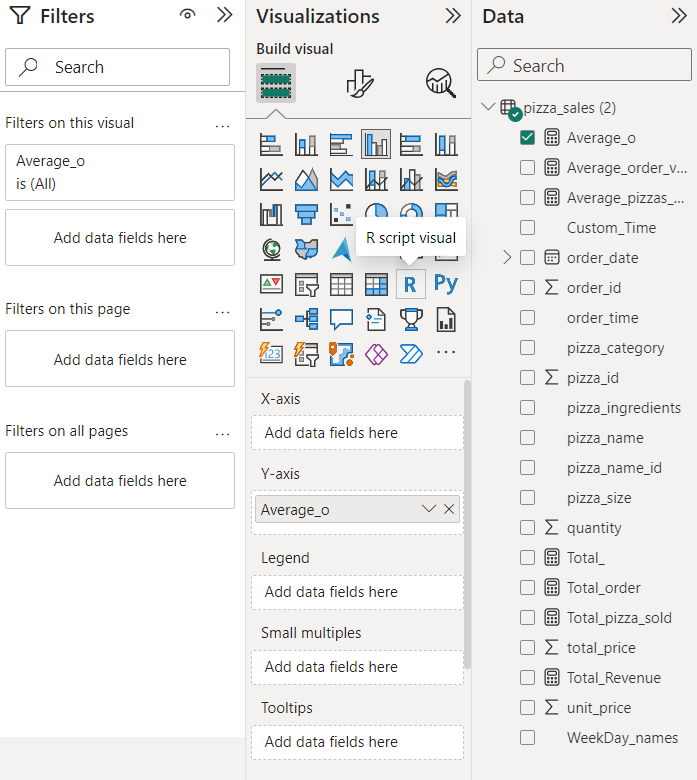 Filters
Search
Filters on this visual
...
Average_o
is (All)
Add data fields here
Filters on this page
...
Add data fields here
Filters on all pages
...
Add data fields here
Visualizations
Build visual
R script visual
R
Py
123
...
X-axis
Add data fields here
Y-axis
Average_o
Legend
Add data fields here
Small multiples
Add data fields here
Tooltips
Add data fields here
Data
Search
pizza_sales (2)
Average_o
Average_order_v...
Average_pizzas_...
Custom_Time
order_date
∑ order_id
order_time
pizza_category
∑ pizza_id
pizza_ingredients
pizza_name
pizza_name_id
pizza_size
∑ quantity
Total_
Total_order
Total_pizza_sold
∑ total_price
Total_Revenue
∑ unit_price
WeekDay_names